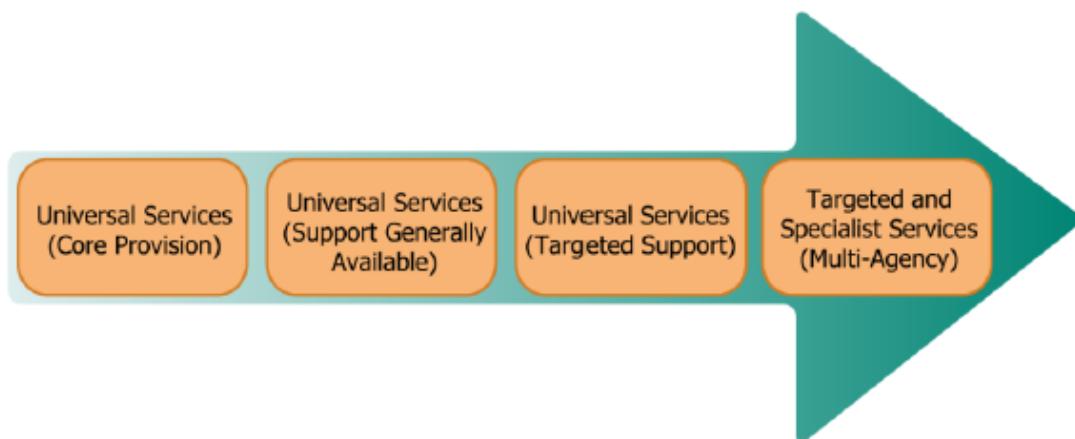 Universal Services
(Core Provision)
Universal Services
(Support Generally
Available)
Universal Services
(Targeted Support)
Targeted and
Specialist Services
(Multi-Agency)